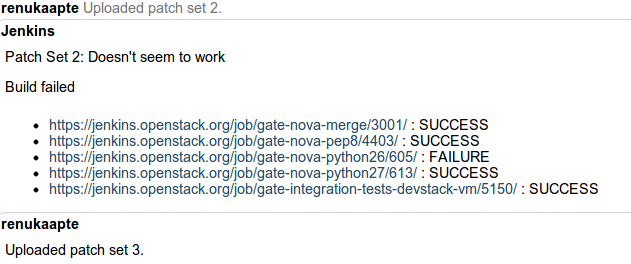 renukaapte Uploaded patch set 2.
Jenkins
Patch Set 2: Doesn't seem to work
Build failed
https://jenkins.openstack.org/job/gate-nova-merge/3001/ : SUCCESS
https://jenkins.openstack.org/job/gate-nova-pep8/4403/ : SUCCESS
https://jenkins.openstack.org/job/gate-nova-python26/605/ : FAILURE
https://jenkins.openstack.org/job/gate-nova-python27/613/ : SUCCESS
https://jenkins.openstack.org/job/gate-integration-tests-devstack-vm/5150/ : SUCCESS
renukaapte
Uploaded patch set 3.